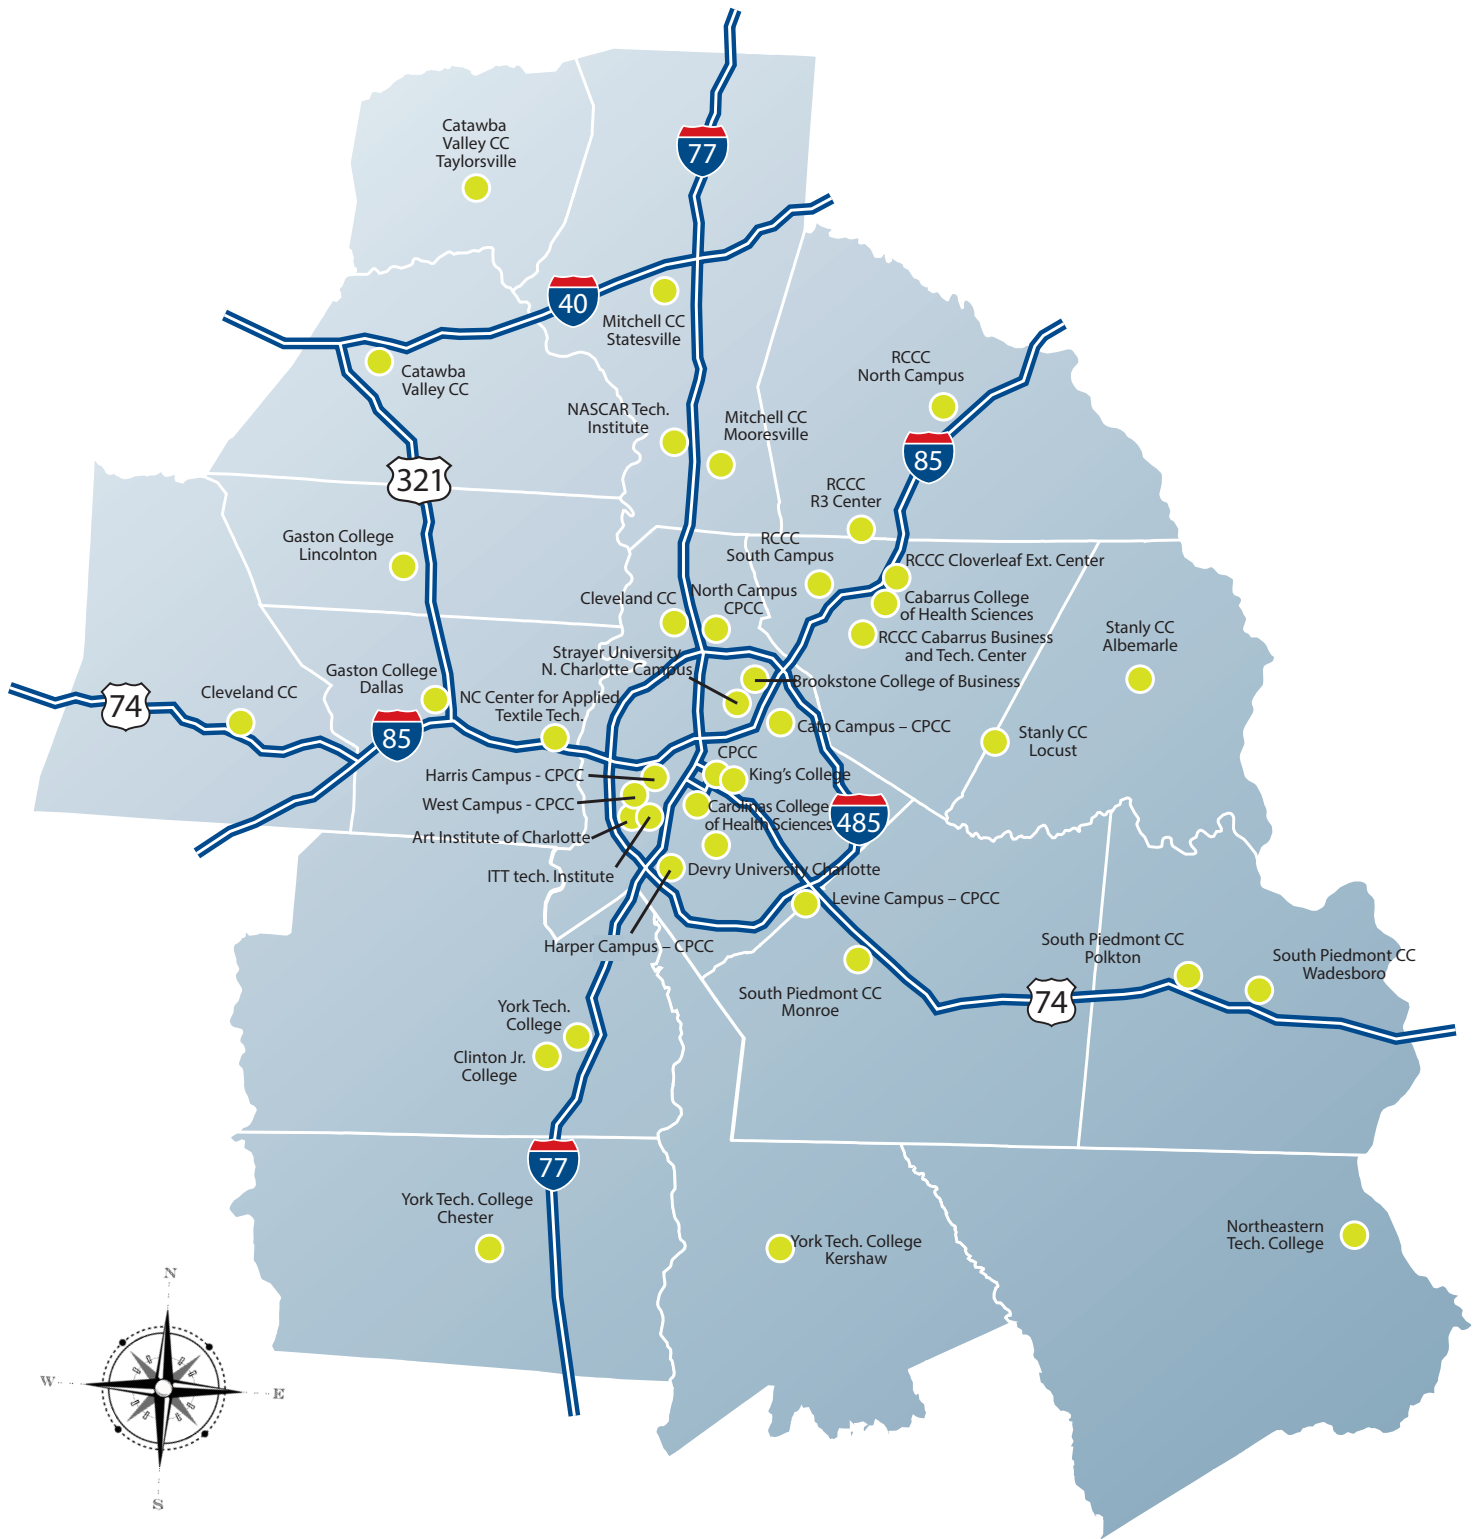 77
Catawba
Valley CC
Taylorsville
40
Mitchell CC
Statesville
Catawba
Valley CC
RCCC
North Campus
NASCAR Tech.
Institute
Mitchell CC
Mooresville
85
321
RCCC
R3 Center
Gaston College
Lincolnton
RCCC
South Campus
RCCC Cloverleaf Ext. Center
Cleveland CC
North Campus
CPCC
Cabarrus College
of Health Sciences
RCCC Cabarrus Business
and Tech. Center
Stanly CC
Albemarle
Strayer University
N. Charlotte Campus
Brookstone College of Business
Gaston College
Dallas
Cleveland CC
74
85
NC Center for Applied
Textile Tech.
Cato Campus – CPCC
Stanly CC
Locust
CPCC
King's College
Harris Campus - CPCC
West Campus - CPCC
Carolinas College
of Health Sciences
485
Art Institute of Charlotte
ITT tech. Institute
Devry University Charlotte
Levine Campus – CPCC
Harper Campus – CPCC
South Piedmont CC
Polkton
South Piedmont CC
Wadesboro
South Piedmont CC
Monroe
74
York Tech.
College
Clinton Jr.
College
77
York Tech. College
Chester
York Tech. College
Kershaw
Northeastern
Tech. College
N
W
E
S